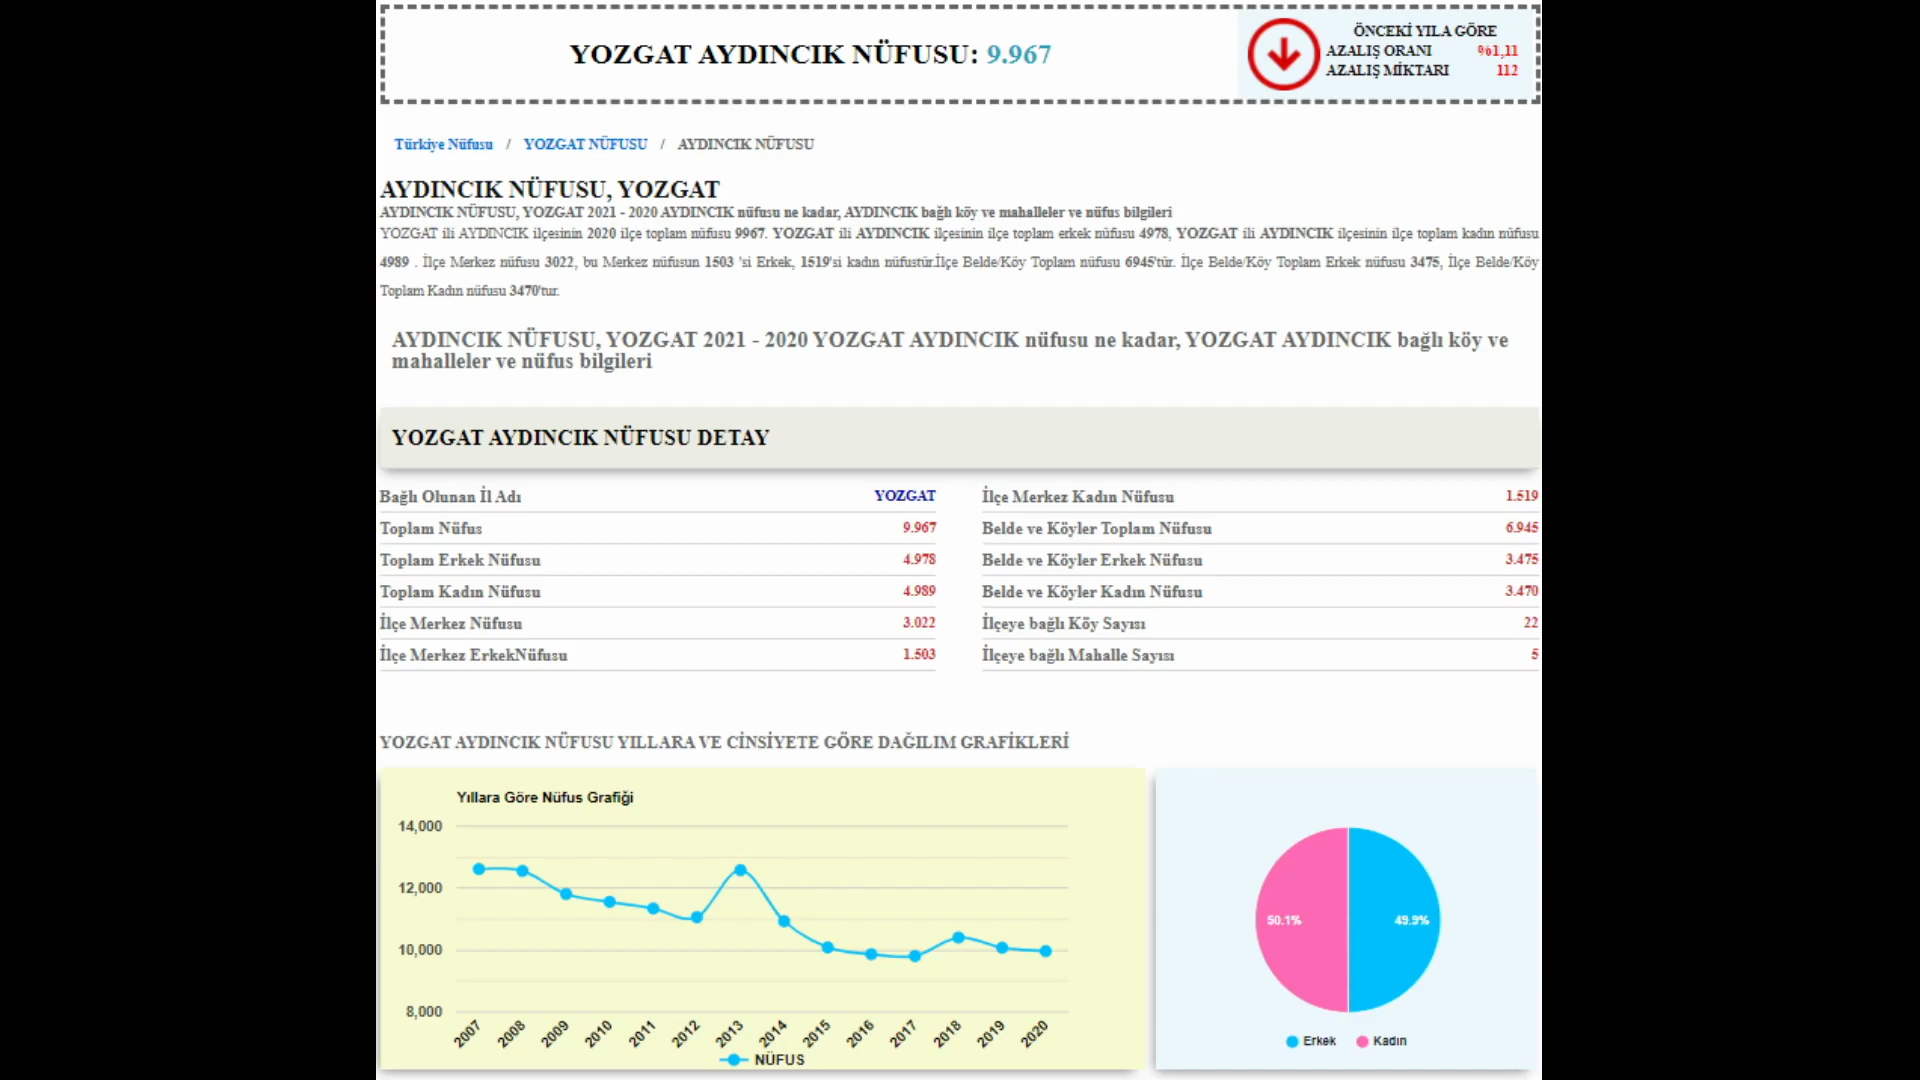 YOZGAT AYDINCIK NÜFUSU: 9.967
ÖNCEKİ YILA GÖRE
AZALIŞ ORANI %1,11
AZALIŞ MİKTARI 112
Türkiye Nüfusu / YOZGAT NÜFUSU / AYDINCIK NÜFUSU
AYDINCIK NÜFUSU, YOZGAT
AYDINCIK NÜFUSU, YOZGAT 2021 - 2020 AYDINCIK nüfusu ne kadar, AYDINCIK bağlı köy ve mahalleler ve nüfus bilgileri
YOZGAT ili AYDINCIK ilçesinin 2020 ilçe toplam nüfusu 9967. YOZGAT ili AYDINCIK ilçesinin ilçe toplam erkek nüfusu 4978, YOZGAT ili AYDINCIK ilçesinin ilçe toplam kadın nüfusu
4989 . İlçe Merkez nüfusu 3022, bu Merkez nüfusun 1503 'si Erkek, 1519'si kadın nüfustür.İlçe Belde/Köy Toplam nüfusu 6945'tür. İlçe Belde/Köy Toplam Erkek nüfusu 3475, İlçe Belde/Köy
Toplam Kadın nüfusu 3470'tur.
AYDINCIK NÜFUSU, YOZGAT 2021 - 2020 YOZGAT AYDINCIK nüfusu ne kadar, YOZGAT AYDINCIK bağlı köy ve
mahalleler ve nüfus bilgileri
YOZGAT AYDINCIK NÜFUSU DETAY
Bağlı Olunan İl Adı YOZGAT
Toplam Nüfus 9.967
Toplam Erkek Nüfusu 4.978
Toplam Kadın Nüfusu 4.989
İlçe Merkez Nüfusu 3.022
İlçe Merkez ErkekNüfusu 1.503
İlçe Merkez Kadın Nüfusu 1.519
Belde ve Köyler Toplam Nüfusu 6.945
Belde ve Köyler Erkek Nüfusu 3.475
Belde ve Köyler Kadın Nüfusu 3.470
İlçeye bağlı Köy Sayısı 22
İlçeye bağlı Mahalle Sayısı 5
YOZGAT AYDINCIK NÜFUSU YILLARA VE CİNSİYETE GÖRE DAĞILIM GRAFİKLERİ
Yıllara Göre Nüfus Grafiği
14,000
12,000
10,000
8,000
2007 2008 2009 2010 2011 2012 2013 2014 2015 2016 2017 2018 2019 2020
NÜFUS
50.1% 49.9%
Erkek Kadın